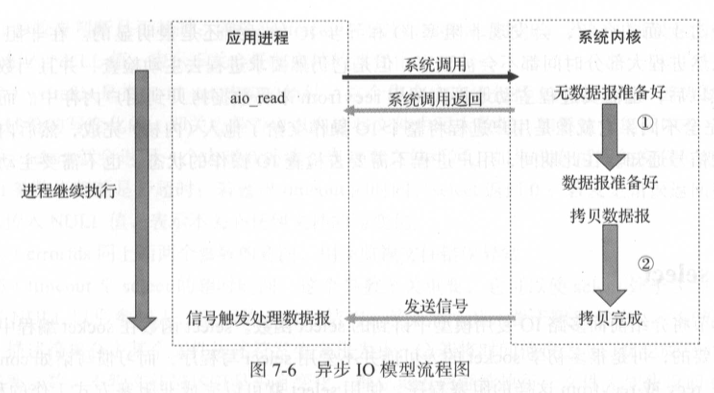 应用进程
系统内核
系统调用
aio_read
系统调用返回
无数据报准备好
①
进程继续执行
数据报准备好
拷贝数据报
②
信号触发处理数据报
发送信号
拷贝完成
图 7-6 异步 IO 模型流程图